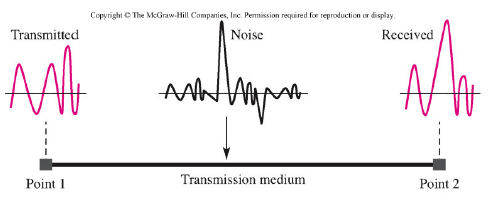 Copyright © The McGraw-Hill Companies, Inc. Permission required for reproduction or display.
Transmitted
Noise
Received
Point 1
Transmission medium
Point 2